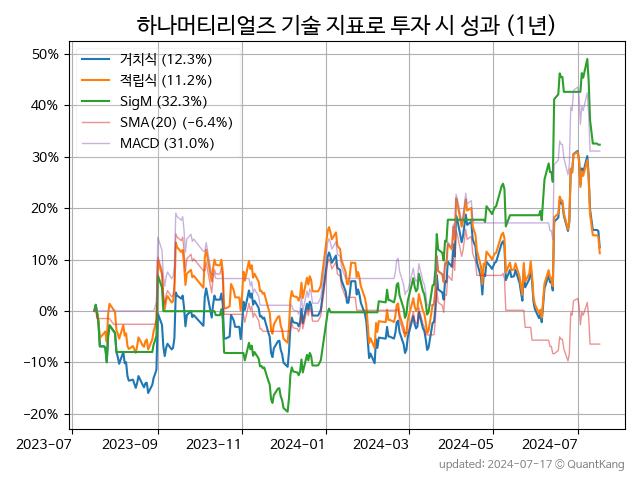 하나머티리얼즈 기술 지표로 투자 시 성과 (1년)
50%
40%
30%
20%
10%
0%
−10%
−20%
거치식 (12.3%)
적립식 (11.2%)
SigM (32.3%)
SMA(20) (−6.4%)
MACD (31.0%)
2023-07 2023-09 2023-11 2024-01 2024-03 2024-05 2024-07
updated: 2024-07-17 © QuantKang